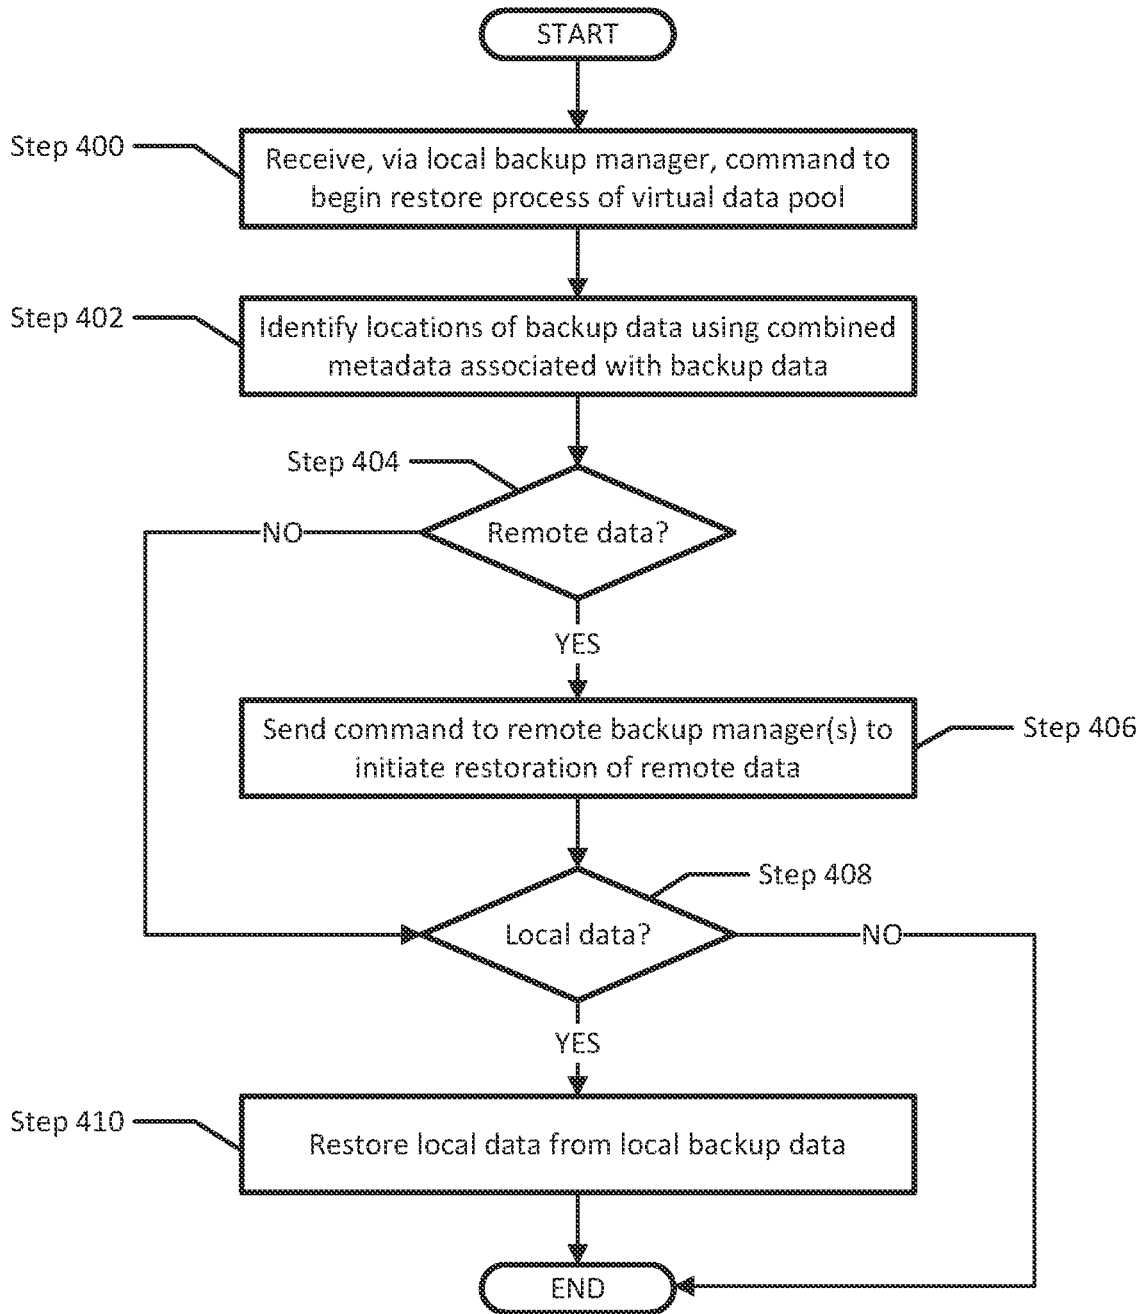 START
Step 400
Receive, via local backup manager, command to
begin restore process of virtual data pool
Step 402
Identify locations of backup data using combined
metadata associated with backup data
Step 404
Remote data?
NO
YES
Send command to remote backup manager(s) to
initiate restoration of remote data
Step 406
Step 408
Local data?
NO
YES
Step 410
Restore local data from local backup data
END